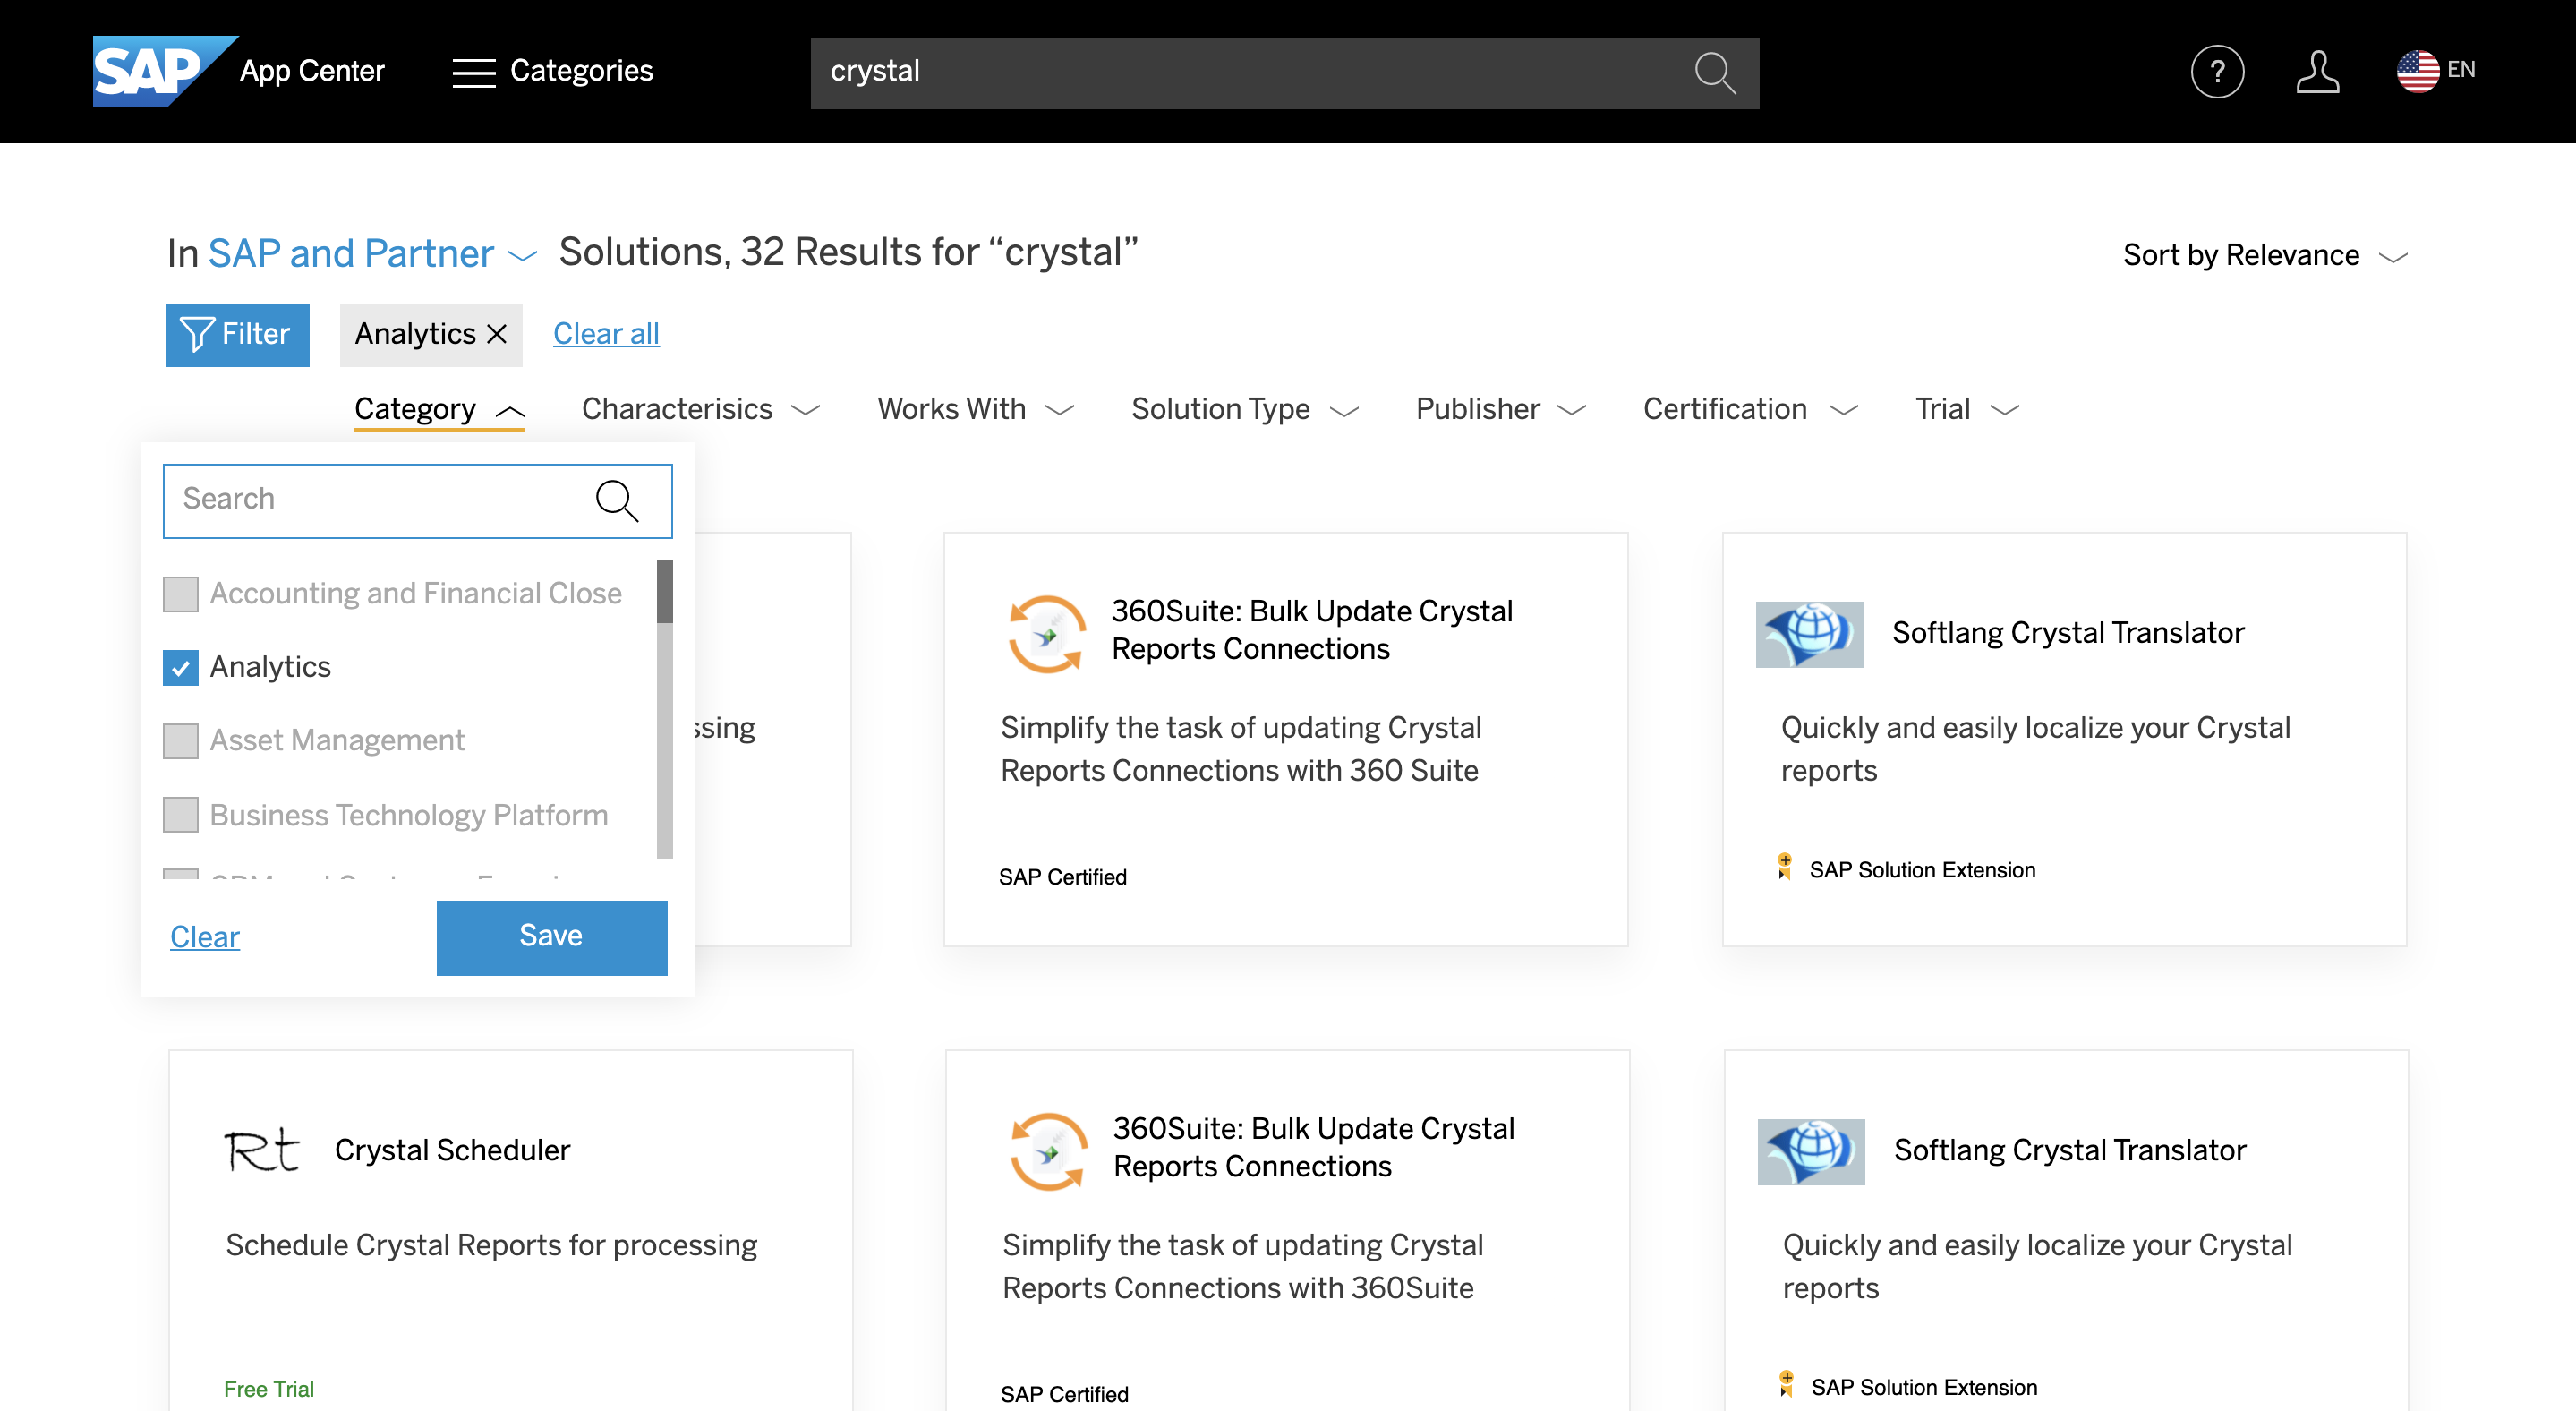 SAP App Center Categories crystal ? EN
In SAP and Partner Solutions, 32 Results for “crystal” Sort by Relevance
Filter Analytics Clear all
Category Characterisics Works With Solution Type Publisher Certification Trial
Search
Accounting and Financial Close
Analytics
Asset Management
Business Technology Platform
Clear Save
ssing
360Suite: Bulk Update Crystal
Reports Connections
Simplify the task of updating Crystal
Reports Connections with 360 Suite
SAP Certified
Softlang Crystal Translator
Quickly and easily localize your Crystal
reports
SAP Solution Extension
Rt Crystal Scheduler
Schedule Crystal Reports for processing
Free Trial
360Suite: Bulk Update Crystal
Reports Connections
Simplify the task of updating Crystal
Reports Connections with 360Suite
SAP Certified
Softlang Crystal Translator
Quickly and easily localize your Crystal
reports
SAP Solution Extension